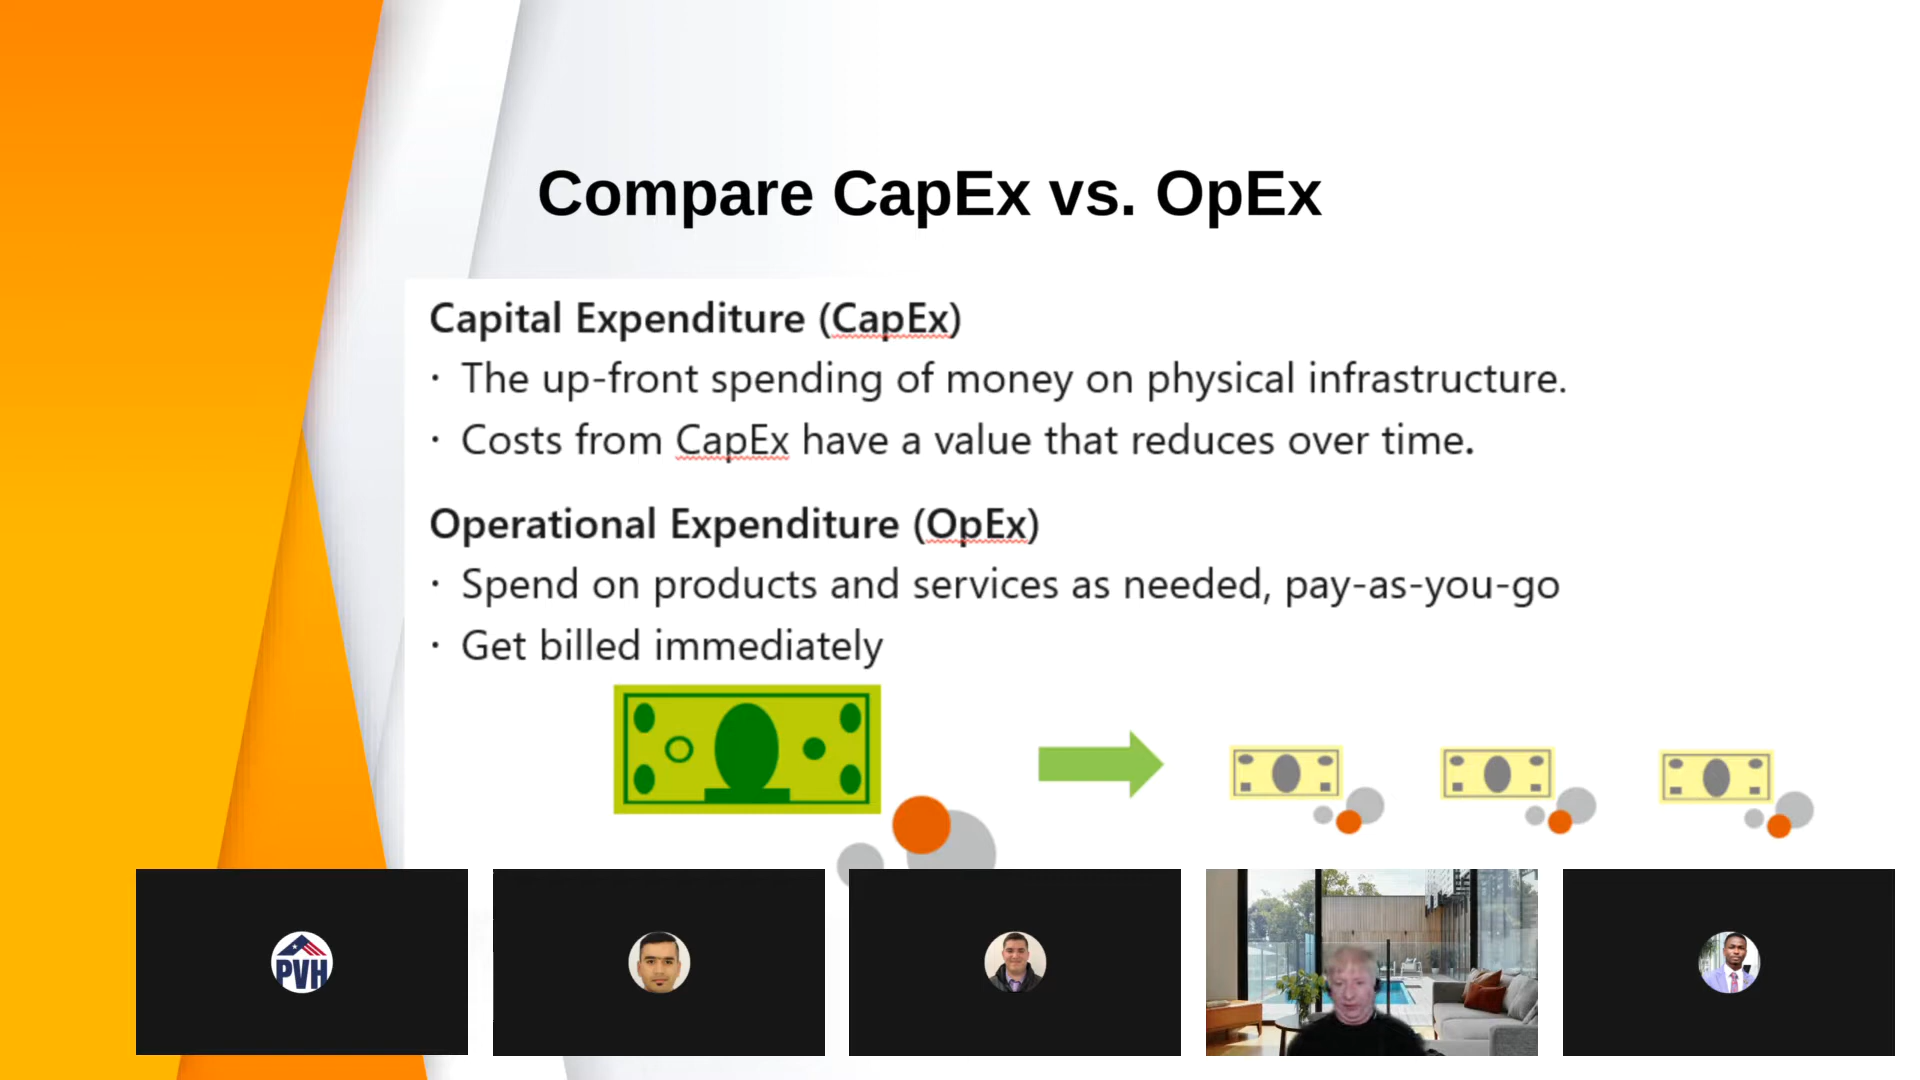 Compare CapEx vs. OpEx
Capital Expenditure (CapEx)
· The up-front spending of money on physical infrastructure.
· Costs from CapEx have a value that reduces over time.
Operational Expenditure (OpEx)
· Spend on products and services as needed, pay-as-you-go
· Get billed immediately
PVH